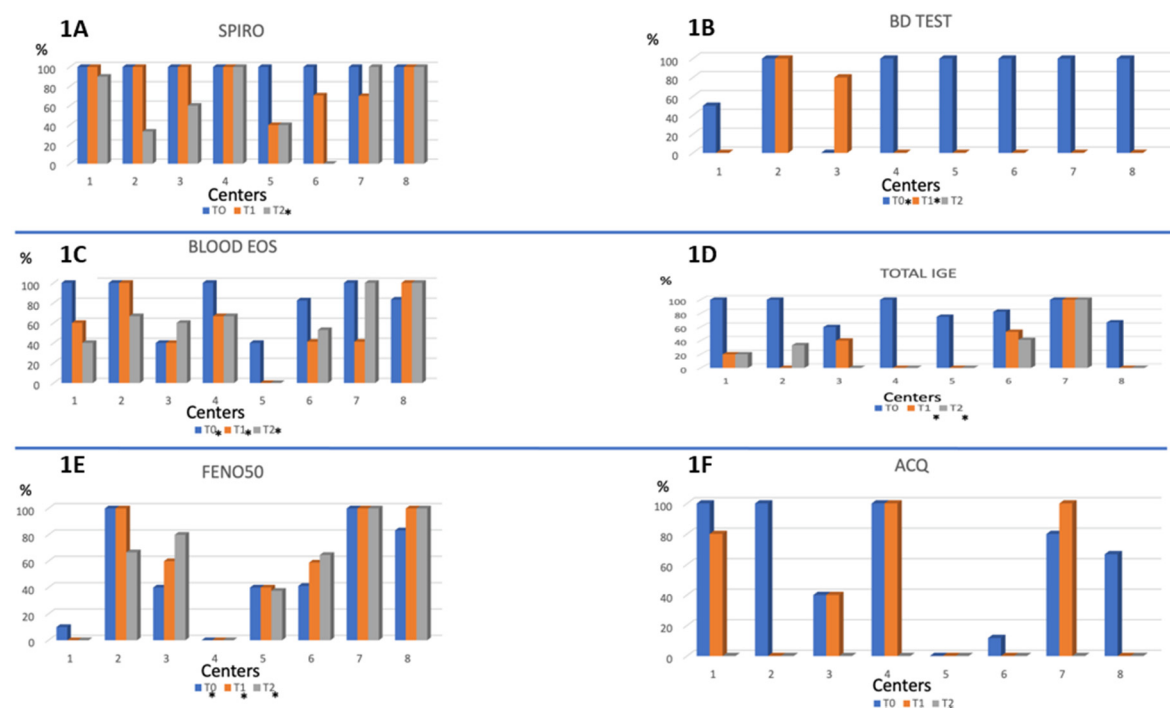 1A
SPIRO
%
100
80
60
40
20
0
1 2 3 4 5 6 7 8
Centers
TO T1 T2*
1B
BD TEST
%
100
80
60
40
20
0
1 2 3 4 5 6 7 8
Centers
T0* T1* T2
1C
BLOOD EOS
%
100
80
60
40
20
0
1 2 3 4 5 6 7 8
Centers
T0* T1* T2*
1D
TOTAL IGE
%
100
80
60
40
20
0
1 2 3 4 5 6 7 8
Centers
TO T1* T2*
1E
FENO50
%
100
80
60
40
20
0
1 2 3 4 5 6 7 8
Centers
T0* T1* T2*
1F
ACQ
%
100
80
60
40
20
0
1 2 3 4 5 6 7 8
Centers
T0 T1 T2